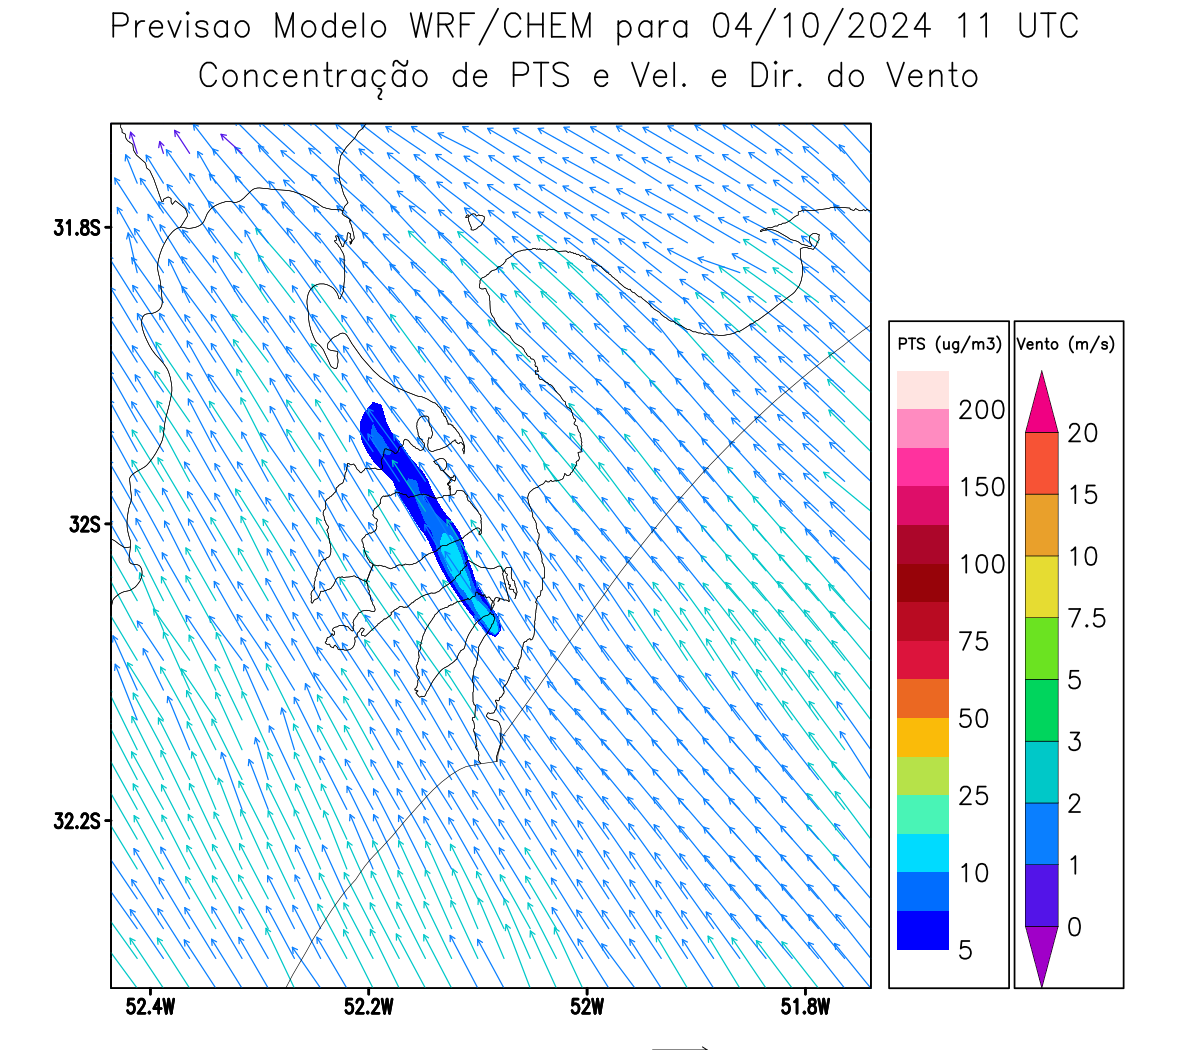 Previsao Modelo WRF/CHEM para 04/10/2024 11 UTC
Concentração de PTS e Vel. e Dir. do Vento
31.8S
32S
32.2S
52.4W
52.2W
52W
51.8W
PTS (ug/m3)
200
150
100
75
50
25
10
5
Vento (m/s)
20
15
10
7.5
5
3
2
1
0